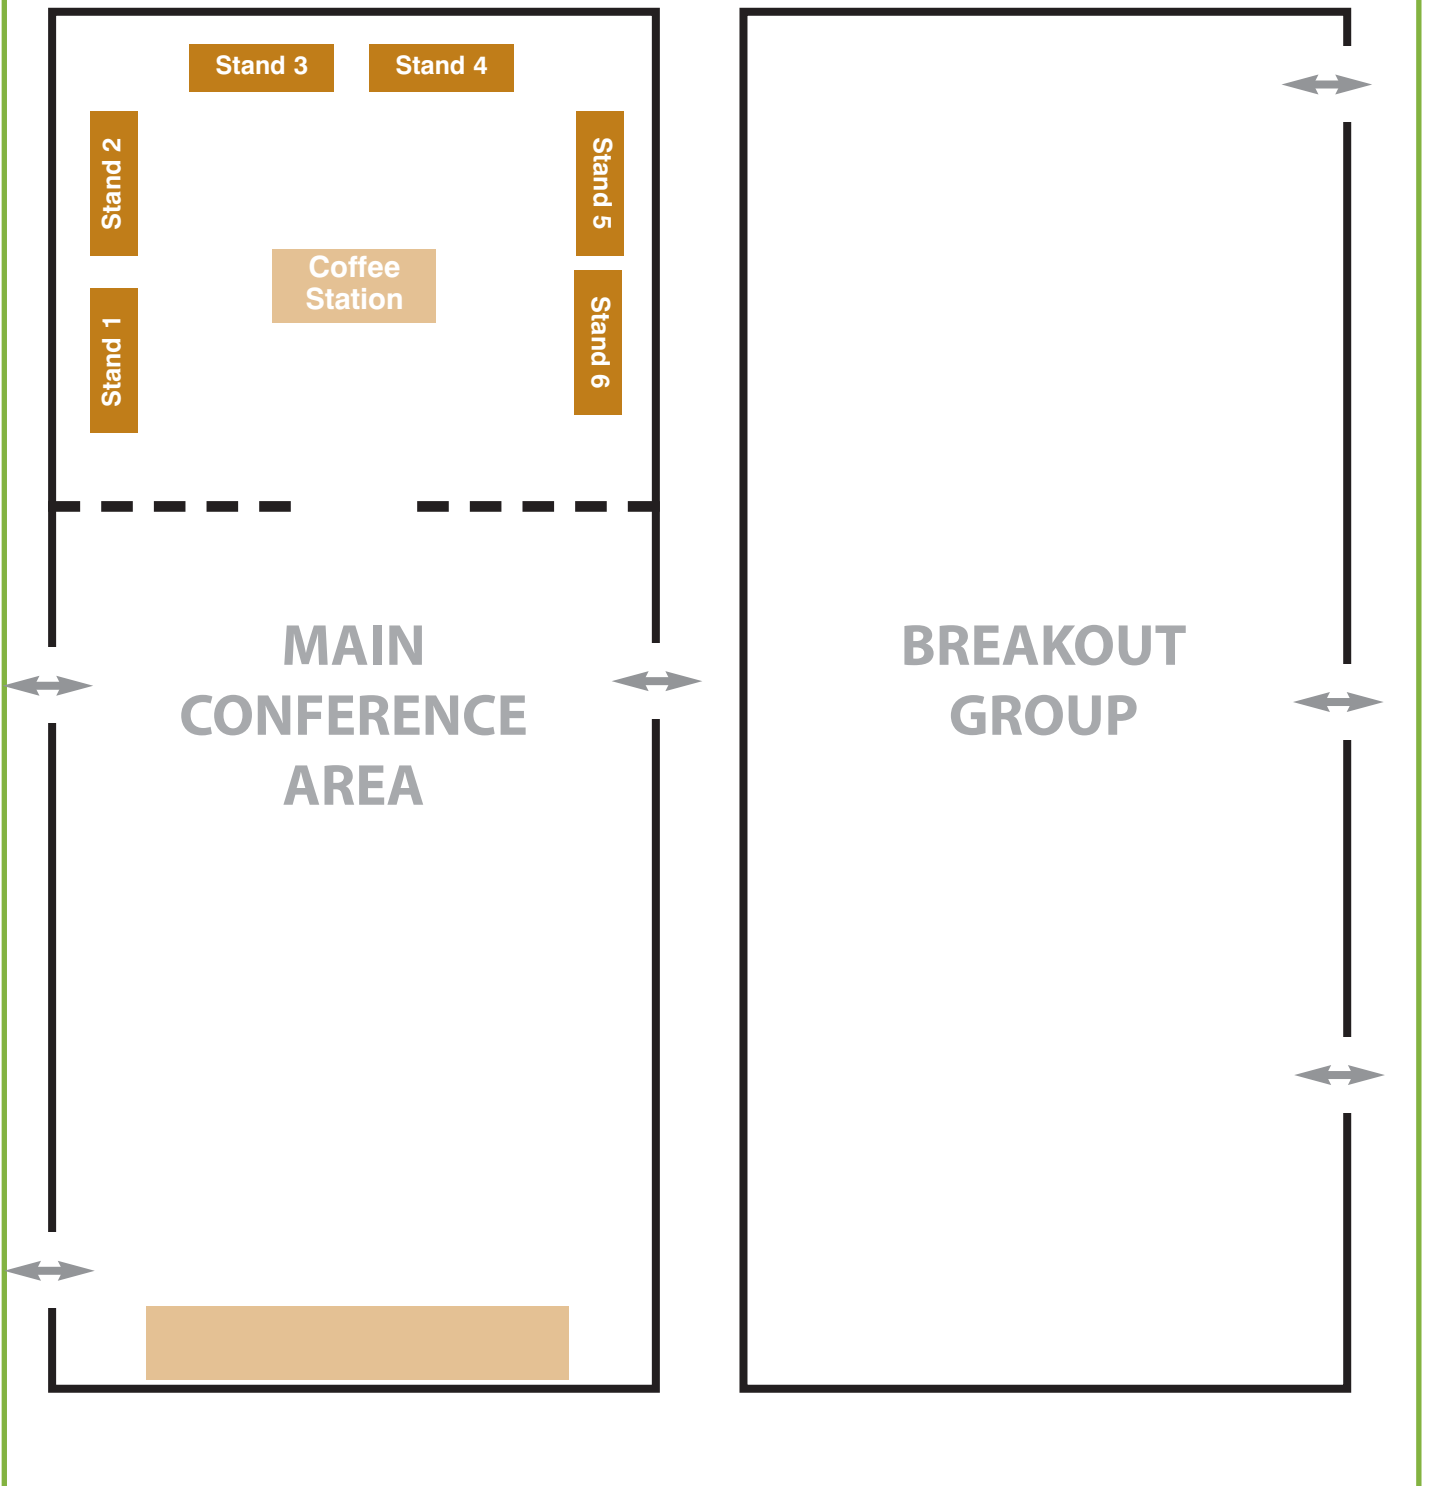 Stand 3
Stand 4
Stand 2
Stand 5
Coffee
Station
Stand 1
Stand 6
MAIN
CONFERENCE
AREA
BREAKOUT
GROUP